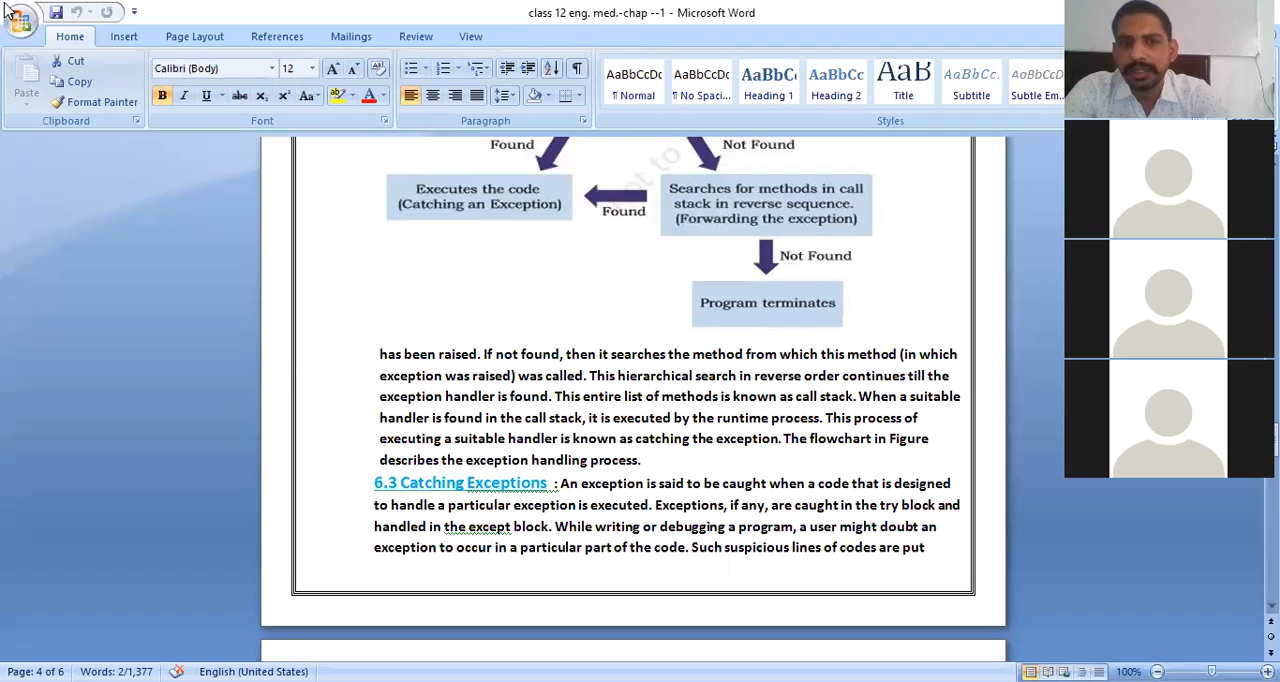 class 12 eng. med.-chap --1 - Microsoft Word
Home Insert Page Layout References Mailings Review View
Paste
Cut
Copy
Format Painter
Clipboard
Calibri (Body) 12
B I U abc X₂ X² Aa
Font
Paragraph
AaBbCcDc AaBbCcDc AaBbC AaBbCc AaB AaBbCc AaBbCc
¶ Normal ¶ No Spaci... Heading 1 Heading 2 Title Subtitle Subtle Em...
Styles
Found Not Found
Executes the code
(Catching an Exception)
Found
Searches for methods in call
stack in reverse sequence.
(Forwarding the exception)
Not Found
Program terminates
has been raised. If not found, then it searches the method from which this method (in which
exception was raised) was called. This hierarchical search in reverse order continues till the
exception handler is found. This entire list of methods is known as call stack. When a suitable
handler is found in the call stack, it is executed by the runtime process. This process of
executing a suitable handler is known as catching the exception. The flowchart in Figure
describes the exception handling process.
6.3 Catching Exceptions : An exception is said to be caught when a code that is designed
to handle a particular exception is executed. Exceptions, if any, are caught in the try block and
handled in the except block. While writing or debugging a program, a user might doubt an
exception to occur in a particular part of the code. Such suspicious lines of codes are put
Page: 4 of 6 Words: 2/1,377 English (United States) 100%